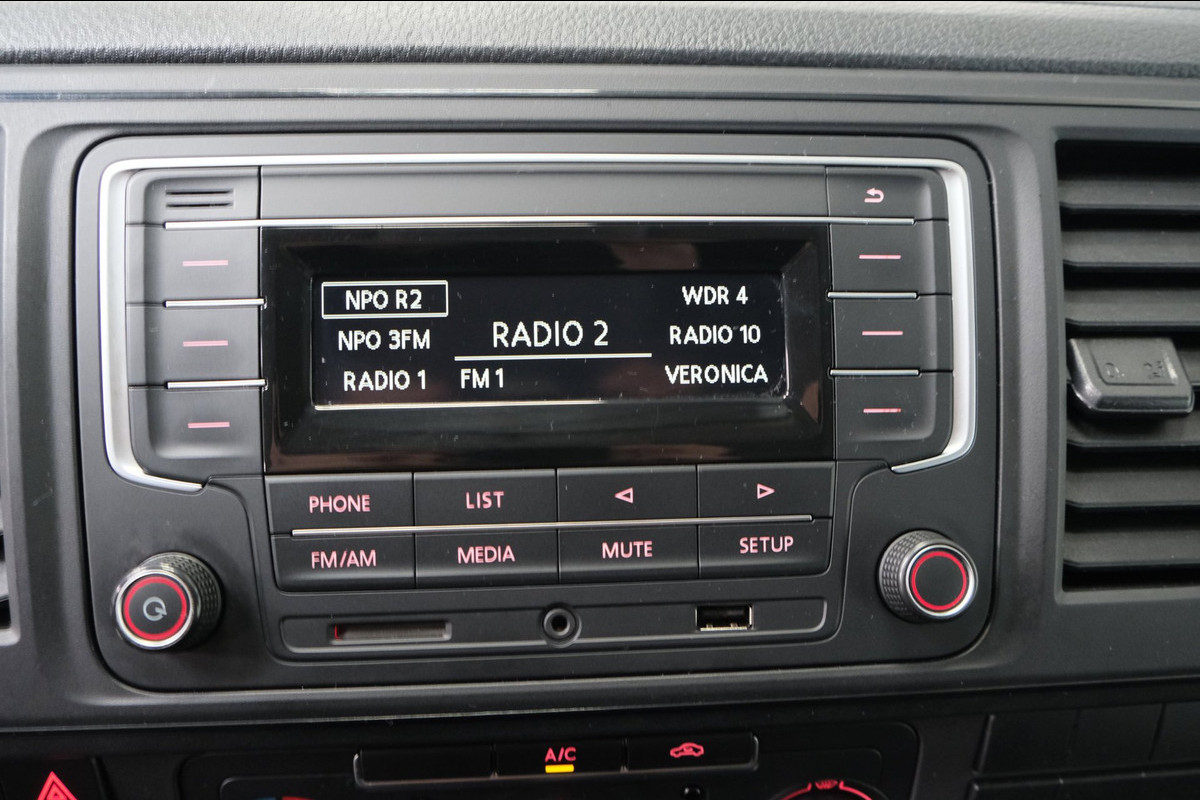 NPO R2
WDR 4
NPO 3FM
RADIO 2
RADIO 10
RADIO 1
FM 1
VERONICA
PHONE
LIST
FM/AM
MEDIA
MUTE
SETUP
A/C